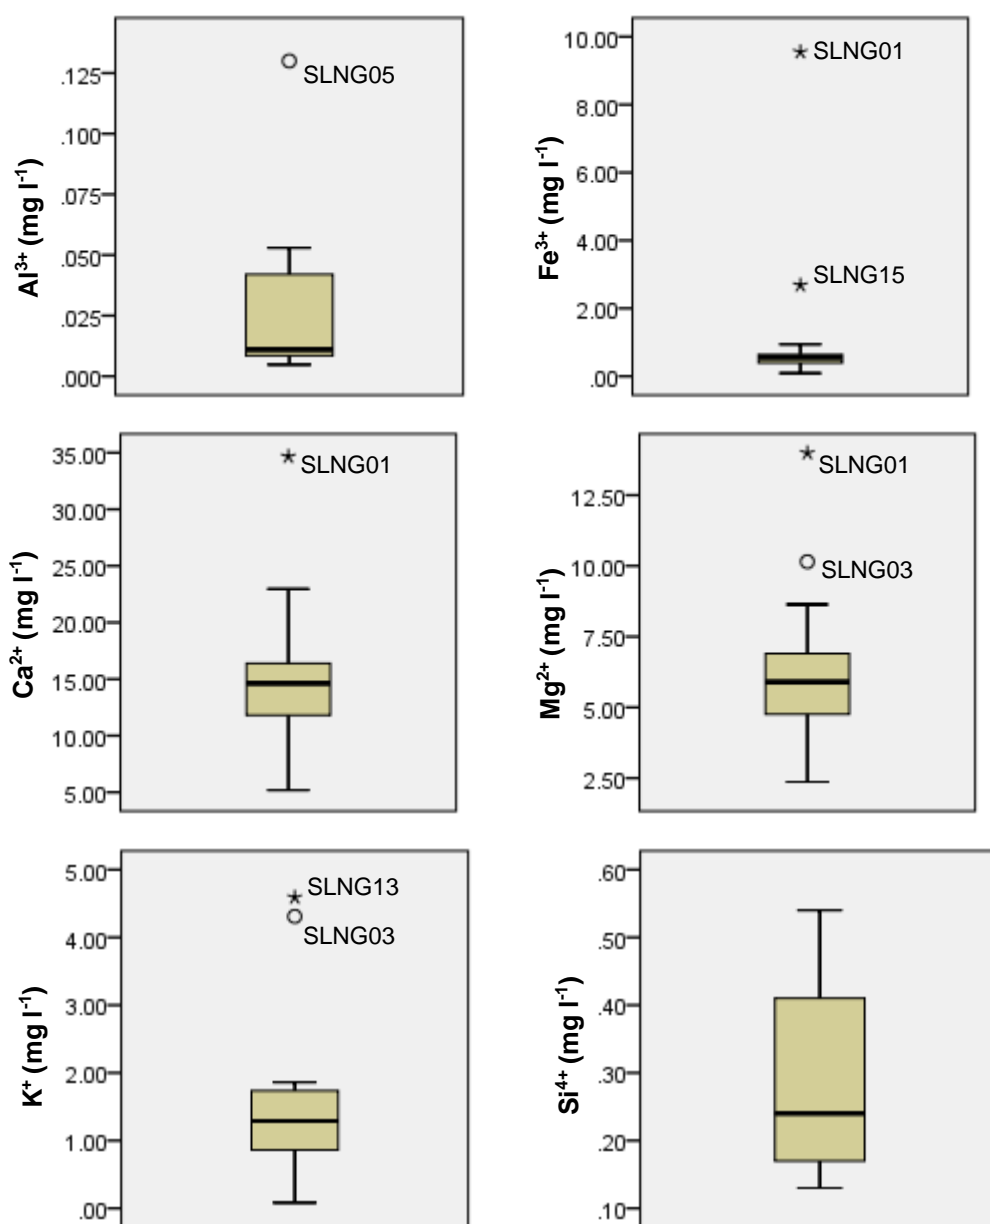 Al³⁺ (mg l⁻¹)
.125
.100
.075
.050
.025
.000
SLNG05
Fe³⁺ (mg l⁻¹)
10.00
8.00
6.00
4.00
2.00
.00
SLNG01
SLNG15
Ca²⁺ (mg l⁻¹)
35.00
30.00
25.00
20.00
15.00
10.00
5.00
SLNG01
Mg²⁺ (mg l⁻¹)
12.50
10.00
7.50
5.00
2.50
SLNG01
SLNG03
K⁺ (mg l⁻¹)
5.00
4.00
3.00
2.00
1.00
.00
SLNG13
SLNG03
Si⁴⁺ (mg l⁻¹)
.60
.50
.40
.30
.20
.10